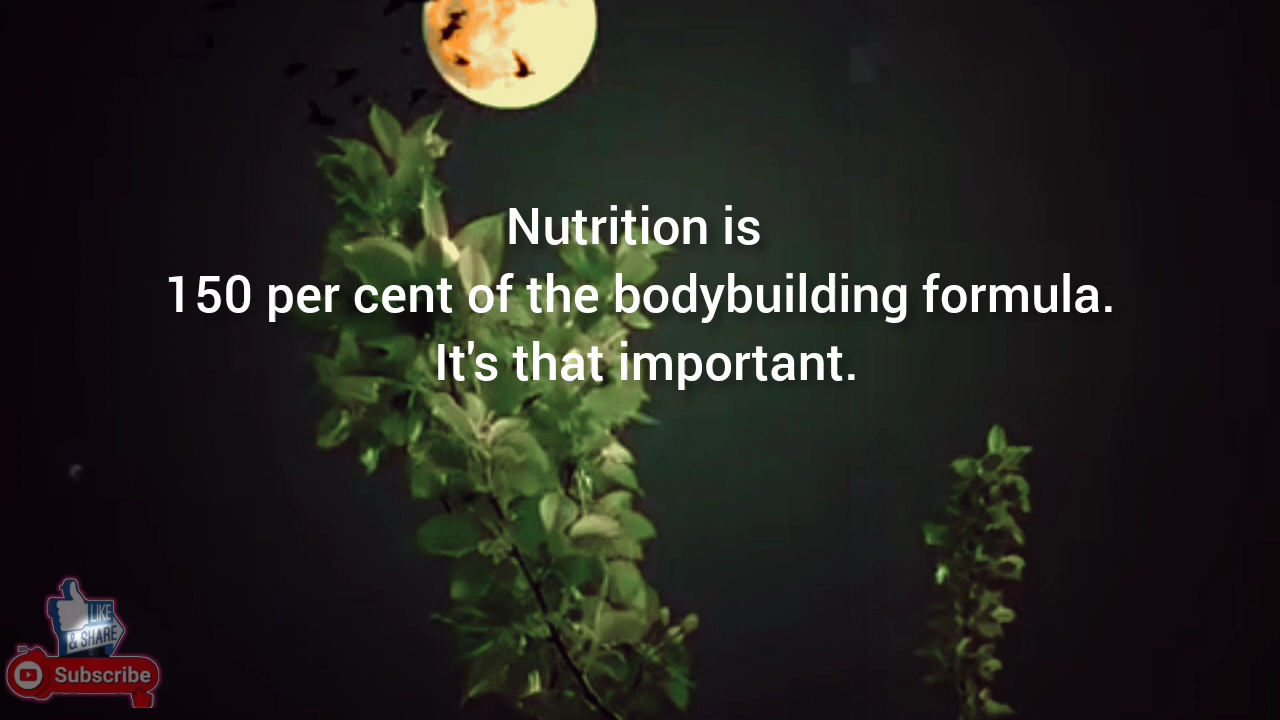 Nutrition is
150 per cent of the bodybuilding formula.
It's that important.
LIKE
& SHARE
Subscribe